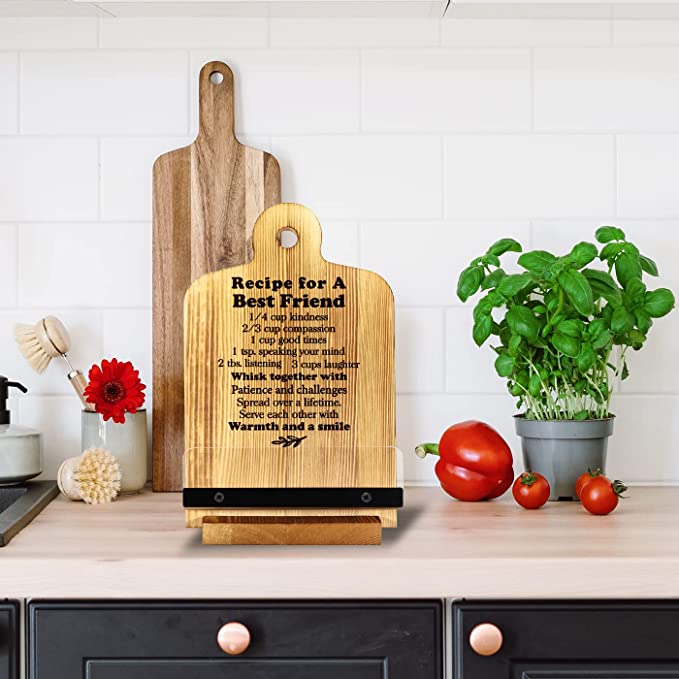 Recipe for A
Best Friend
1/4 cup kindness
2/3 cup compassion
1 cup good times
1 tsp. speaking your mind
2 tbs. listening 3 cups laughter
Whisk together with
Patience and challenges
Spread over a lifetime.
Serve each other with
Warmth and a smile